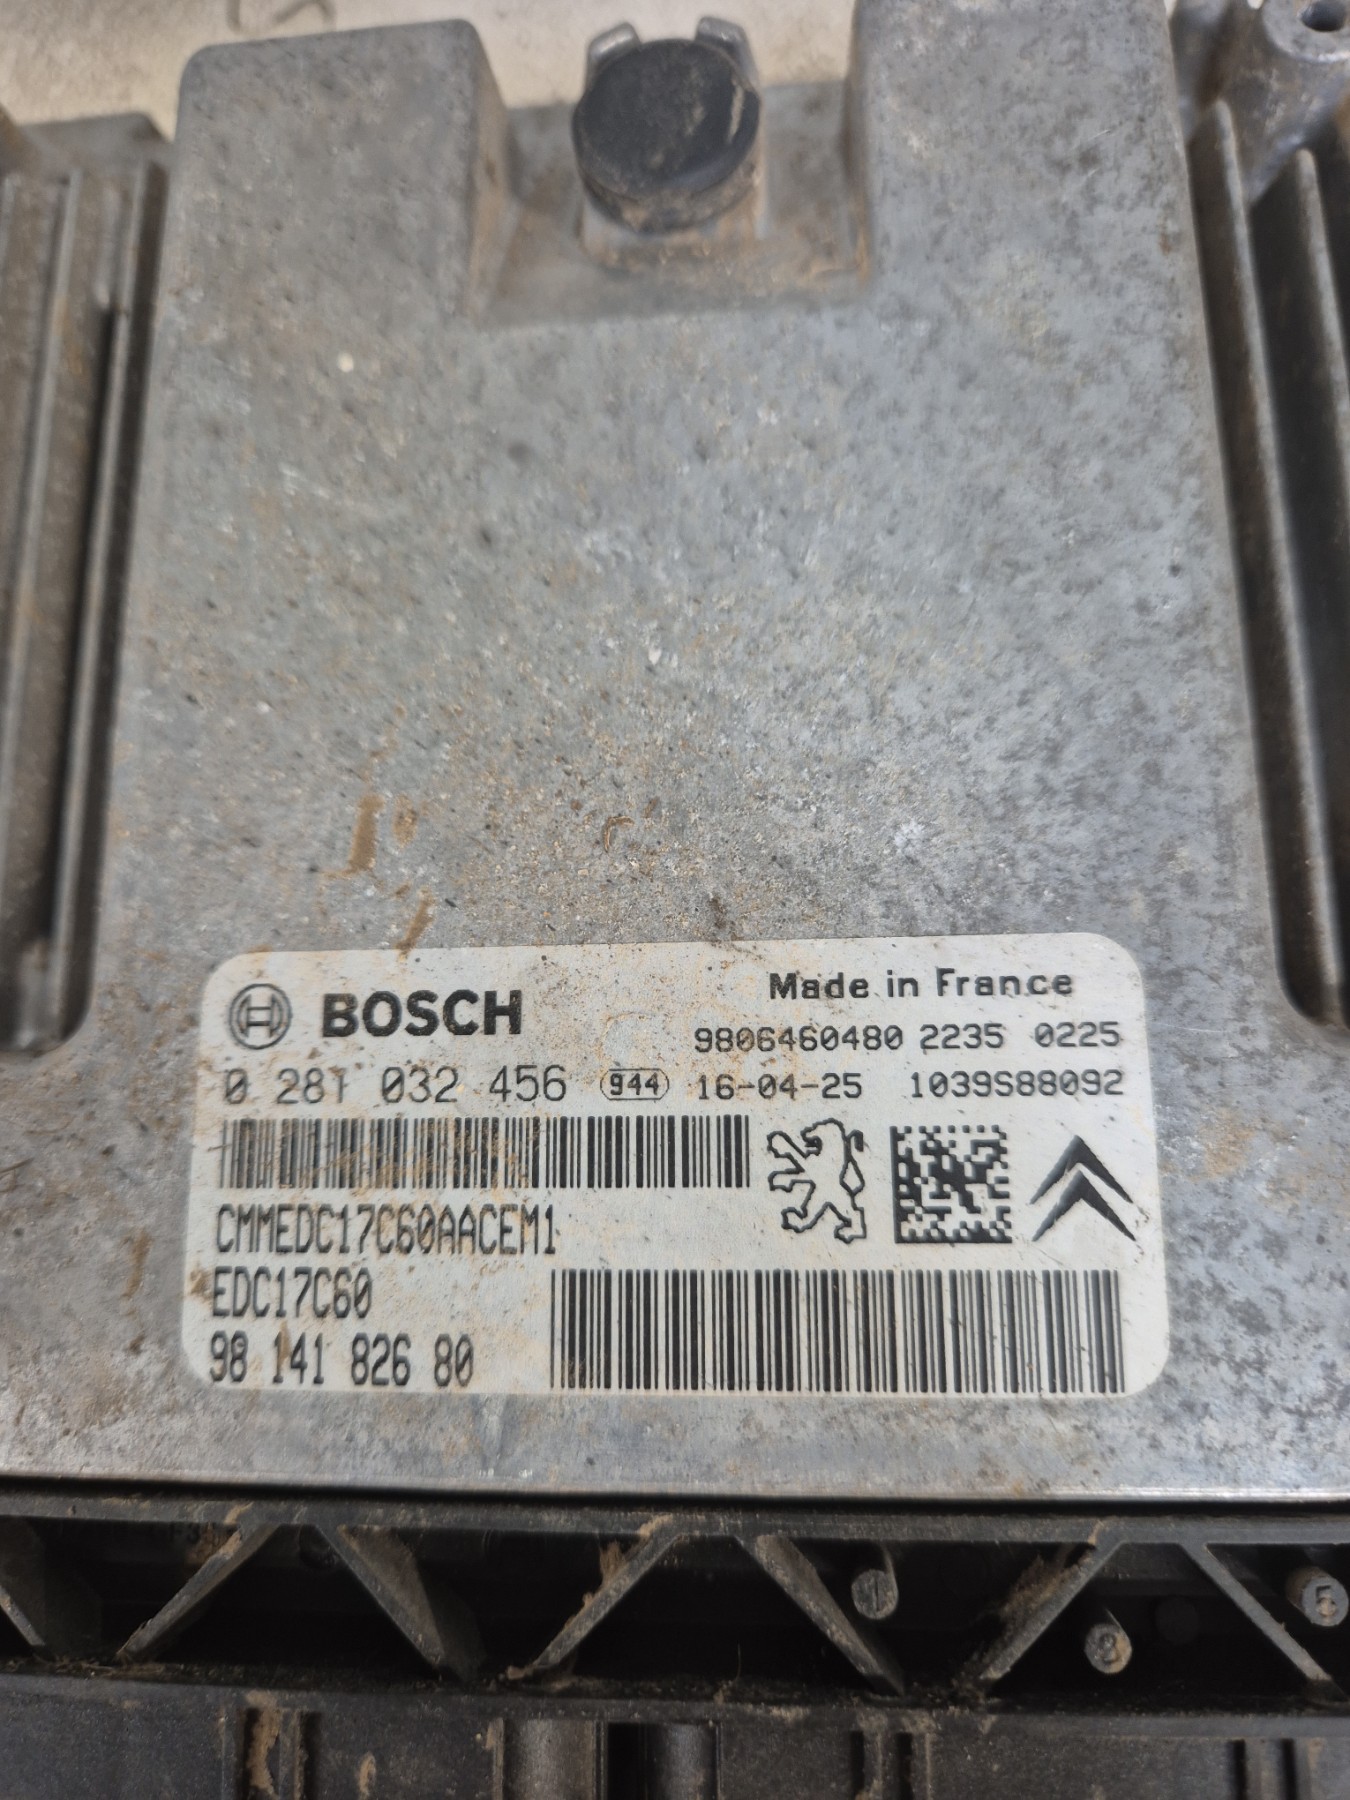 Made in France
BOSCH
9806460480 2235 0225
0 281 032 456 944 16-04-25 1039S88092
CMMEDC17C60AACEM1
EDC17C60
98 141 826 80